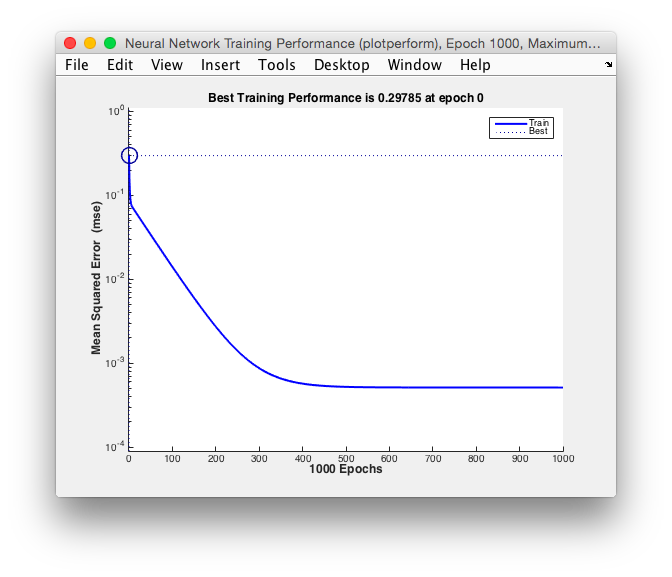 Neural Network Training Performance (plotperform), Epoch 1000, Maximum...
File Edit View Insert Tools Desktop Window Help
Best Training Performance is 0.29785 at epoch 0
Train
Best
Mean Squared Error (mse)
10^0
10^-1
10^-2
10^-3
10^-4
0 100 200 300 400 500 600 700 800 900 1000
1000 Epochs